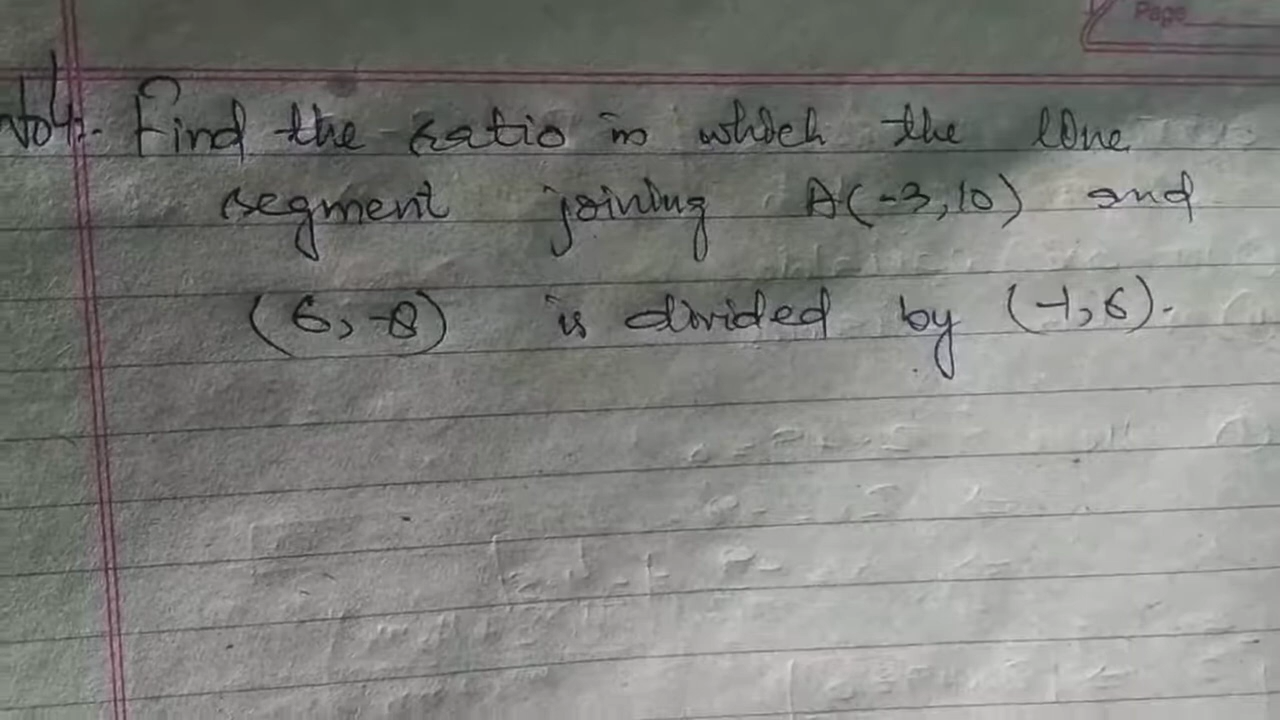 Page
No4:- Find the ratio in which the line
segment joining A(-3,10) and
(6,-8) is divided by (-1,6).